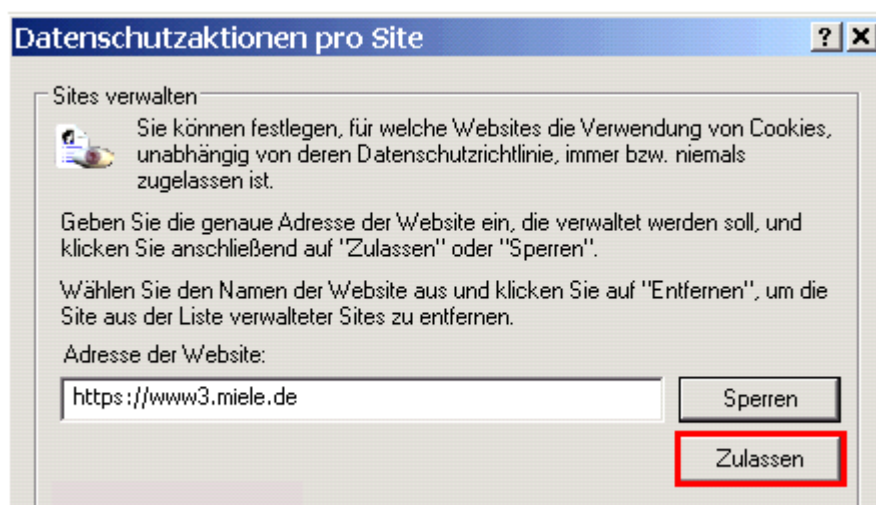 Datenschutzaktionen pro Site
Sites verwalten
Sie können festlegen, für welche Websites die Verwendung von Cookies,
unabhängig von deren Datenschutzrichtlinie, immer bzw. niemals
zugelassen ist.
Geben Sie die genaue Adresse der Website ein, die verwaltet werden soll, und
klicken Sie anschließend auf "Zulassen" oder "Sperren".
Wählen Sie den Namen der Website aus und klicken Sie auf "Entfernen", um die
Site aus der Liste verwalteter Sites zu entfernen.
Adresse der Website:
https://www3.miele.de
Sperren
Zulassen